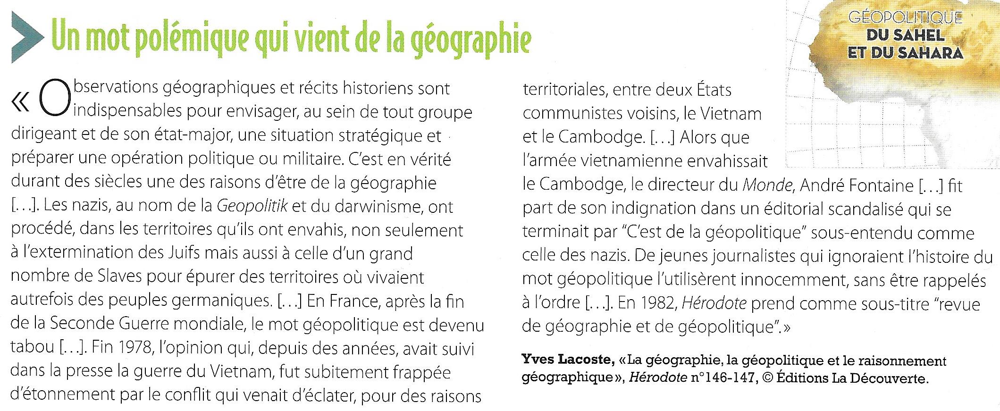 Un mot polémique qui vient de la géographie
« Observations géographiques et récits historiens sont
indispensables pour envisager, au sein de tout groupe
dirigeant et de son état-major, une situation stratégique et
préparer une opération politique ou militaire. C’est en vérité
durant des siècles une des raisons d’être de la géographie
[…]. Les nazis, au nom de la Geopolitik et du darwinisme, ont
procédé, dans les territoires qu’ils ont envahis, non seulement
à l’extermination des Juifs mais aussi à celle d’un grand
nombre de Slaves pour épurer des territoires où vivaient
autrefois des peuples germaniques. […] En France, après la fin
de la Seconde Guerre mondiale, le mot géopolitique est devenu
tabou […]. Fin 1978, l’opinion qui, depuis des années, avait suivi
dans la presse la guerre du Vietnam, fut subitement frappée
d’étonnement par le conflit qui venait d’éclater, pour des raisons
territoriales, entre deux États
communistes voisins, le Vietnam
et le Cambodge. […] Alors que
l’armée vietnamienne envahissait
le Cambodge, le directeur du Monde, André Fontaine […] fit
part de son indignation dans un éditorial scandalisé qui se
terminait par “C’est de la géopolitique” sous-entendu comme
celle des nazis. De jeunes journalistes qui ignoraient l’histoire du
mot géopolitique l’utilisèrent innocemment, sans être rappelés
à l’ordre […]. En 1982, Hérodote prend comme sous-titre “revue
de géographie et de géopolitique”. »
Yves Lacoste, « La géographie, la géopolitique et le raisonnement
géographique », Hérodote n° 146-147, © Éditions La Découverte.
GÉOPOLITIQUE
DU SAHEL
ET DU SAHARA